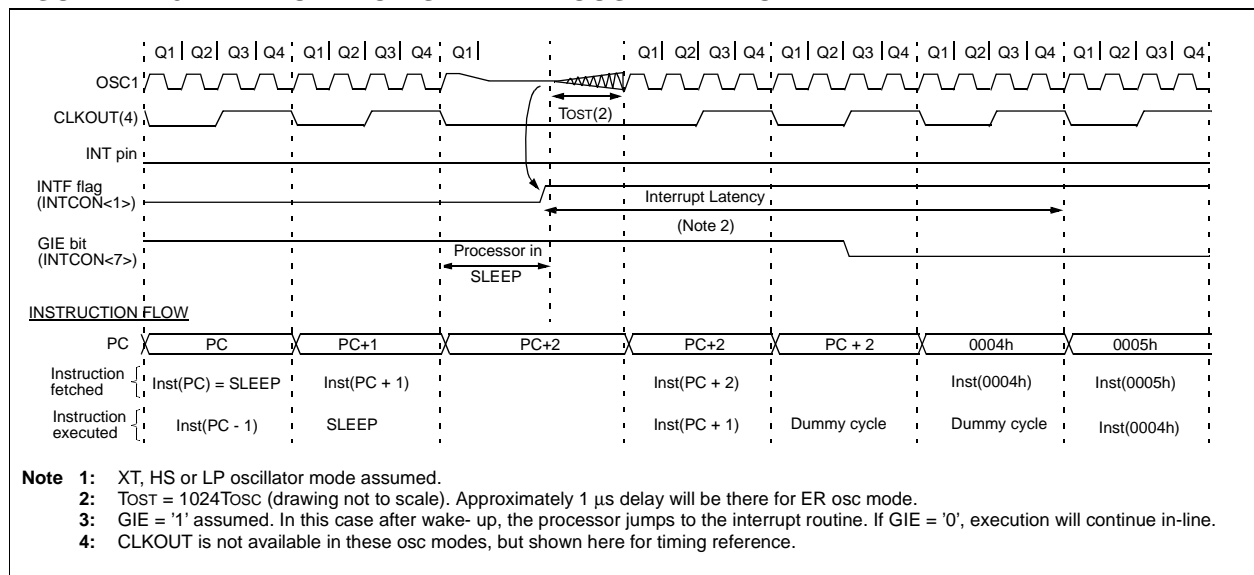 Q1 Q2 Q3 Q4 Q1 Q2 Q3 Q4 Q1 Q1 Q2 Q3 Q4 Q1 Q2 Q3 Q4 Q1 Q2 Q3 Q4 Q1 Q2 Q3 Q4
OSC1
CLKOUT(4)
TOST(2)
INT pin
INTF flag
(INTCON<1>)
Interrupt Latency
(Note 2)
GIE bit
(INTCON<7>)
Processor in
SLEEP
INSTRUCTION FLOW
PC PC PC+1 PC+2 PC+2 PC + 2 0004h 0005h
Instruction
fetched
Inst(PC) = SLEEP Inst(PC + 1) Inst(PC + 2) Inst(0004h) Inst(0005h)
Instruction
executed
Inst(PC - 1) SLEEP Inst(PC + 1) Dummy cycle Dummy cycle Inst(0004h)
Note 1: XT, HS or LP oscillator mode assumed.
2: TOST = 1024TOSC (drawing not to scale). Approximately 1 µs delay will be there for ER osc mode.
3: GIE = '1' assumed. In this case after wake- up, the processor jumps to the interrupt routine. If GIE = '0', execution will continue in-line.
4: CLKOUT is not available in these osc modes, but shown here for timing reference.